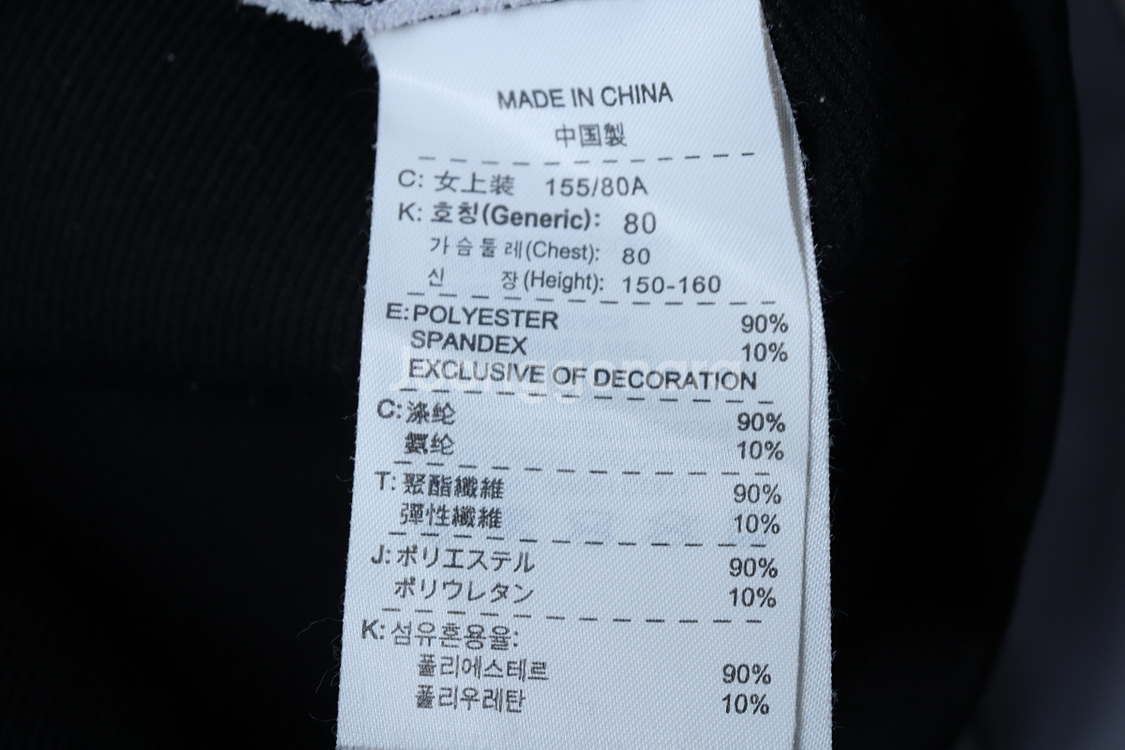 MADE IN CHINA
中国製
C: 女上装 155/80A
K: 호칭(Generic): 80
가슴둘레(Chest): 80
신 장(Height): 150-160
E: POLYESTER 90%
SPANDEX 10%
EXCLUSIVE OF DECORATION
C: 涤纶 90%
氨纶 10%
T: 聚酯纖維 90%
彈性纖維 10%
J: ポリエステル 90%
ポリウレタン 10%
K: 섬유혼용율:
폴리에스테르 90%
폴리우레탄 10%